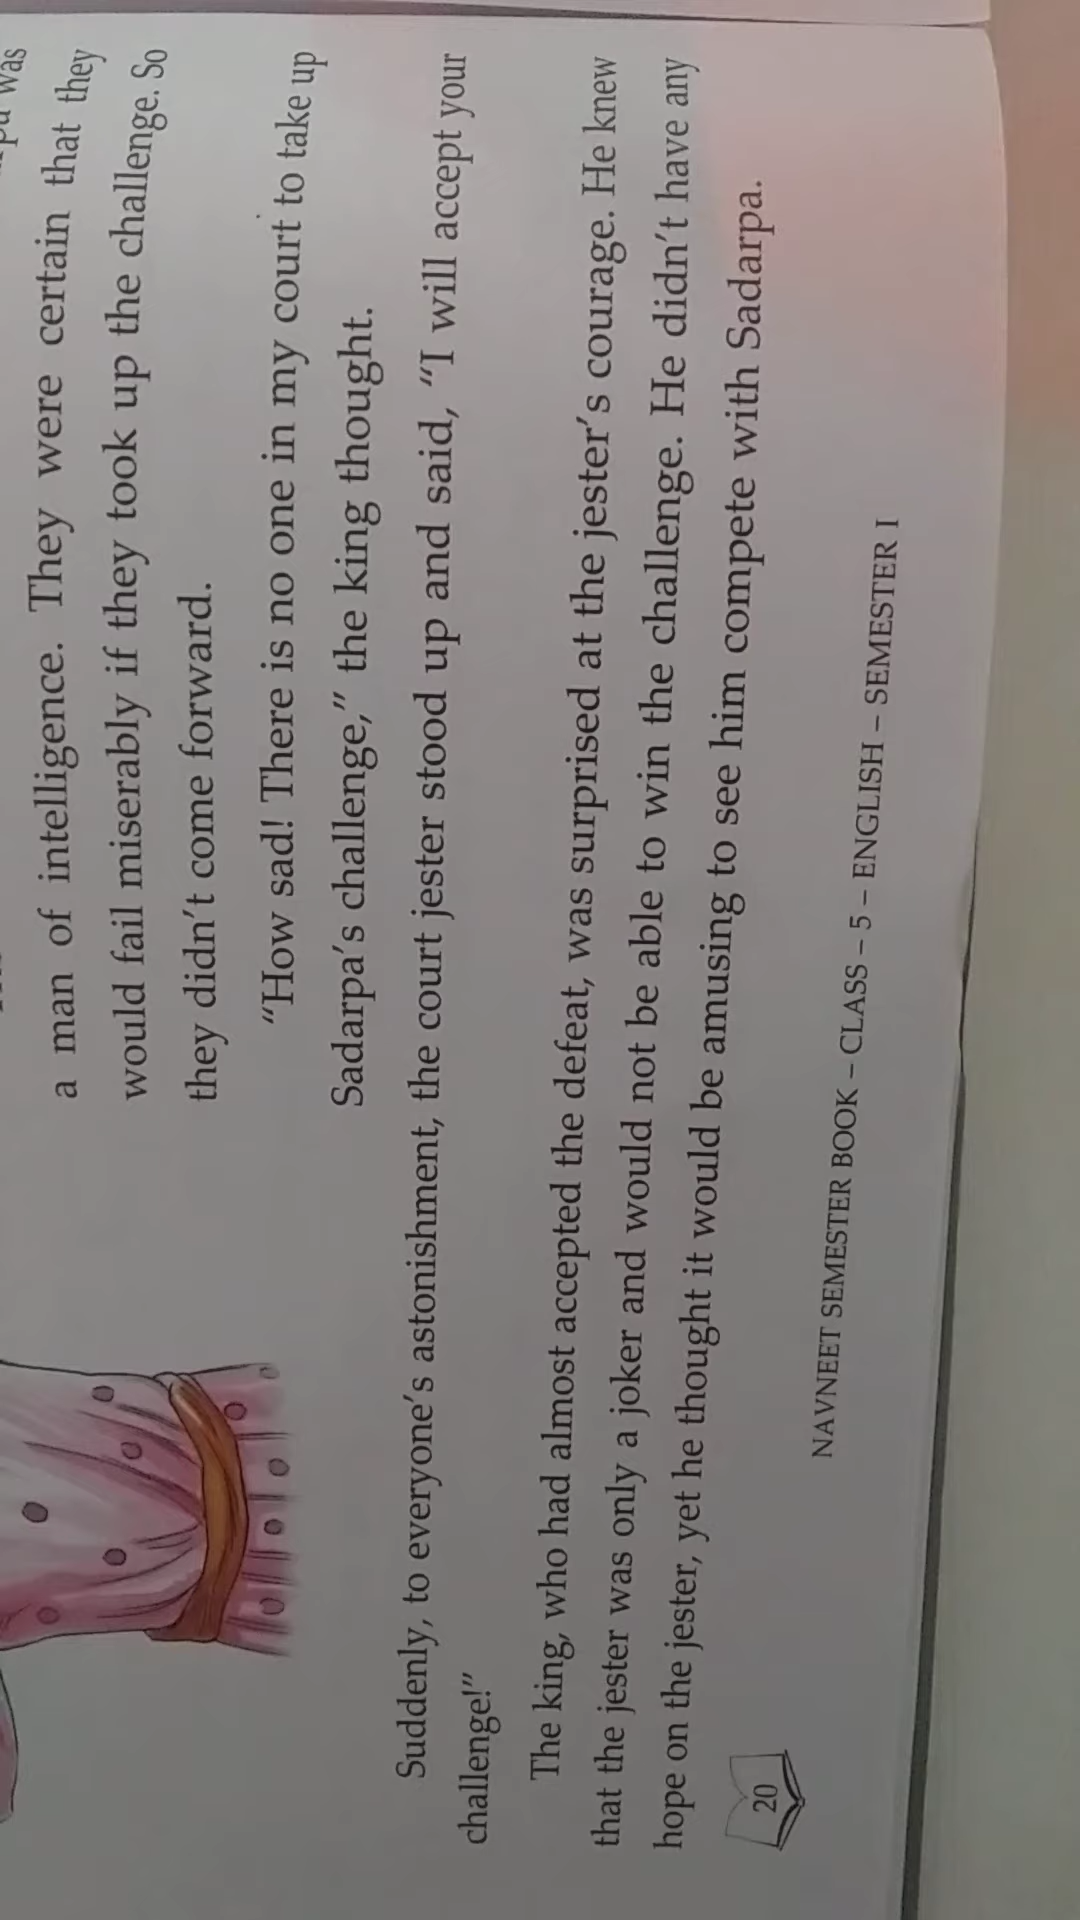 was
a man of intelligence. They were certain that they
would fail miserably if they took up the challenge. So
they didn't come forward.
"How sad! There is no one in my court to take up
Sadarpa's challenge," the king thought.
Suddenly, to everyone's astonishment, the court jester stood up and said, "I will accept your
challenge!"
The king, who had almost accepted the defeat, was surprised at the jester's courage. He knew
that the jester was only a joker and would not be able to win the challenge. He didn't have any
hope on the jester, yet he thought it would be amusing to see him compete with Sadarpa.
20
NAVNEET SEMESTER BOOK – CLASS – 5 – ENGLISH – SEMESTER I